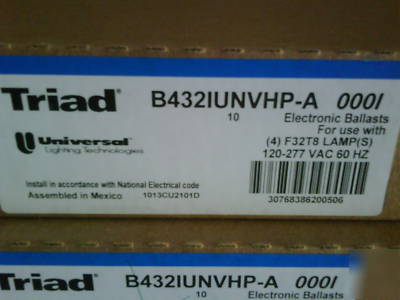 Triad® B432IUNVHP-A 000I
10 Electronic Ballasts
For use with
Universal™ (4) F32T8 LAMP(S)
Lighting Technologies 120-277 VAC 60 HZ
Install in accordance with National Electrical code
Assembled in Mexico 1013CU2101D
30768386200506
Triad® B432IUNVHP-A 000I
10 Electronic Ballasts